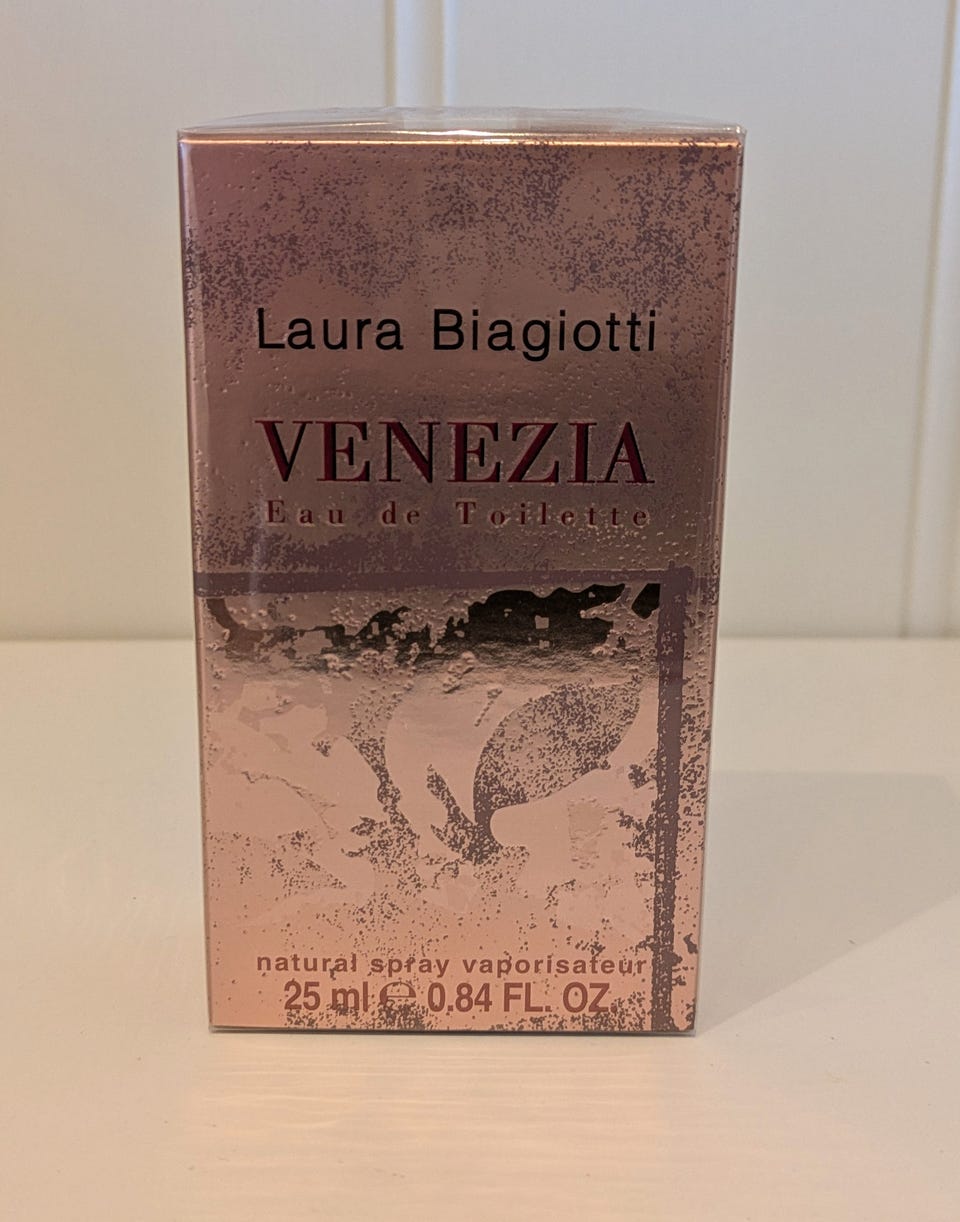 Laura Biagiotti
VENEZIA
Eau de Toilette
natural spray vaporisateur
25 ml ℮ 0.84 FL. OZ.